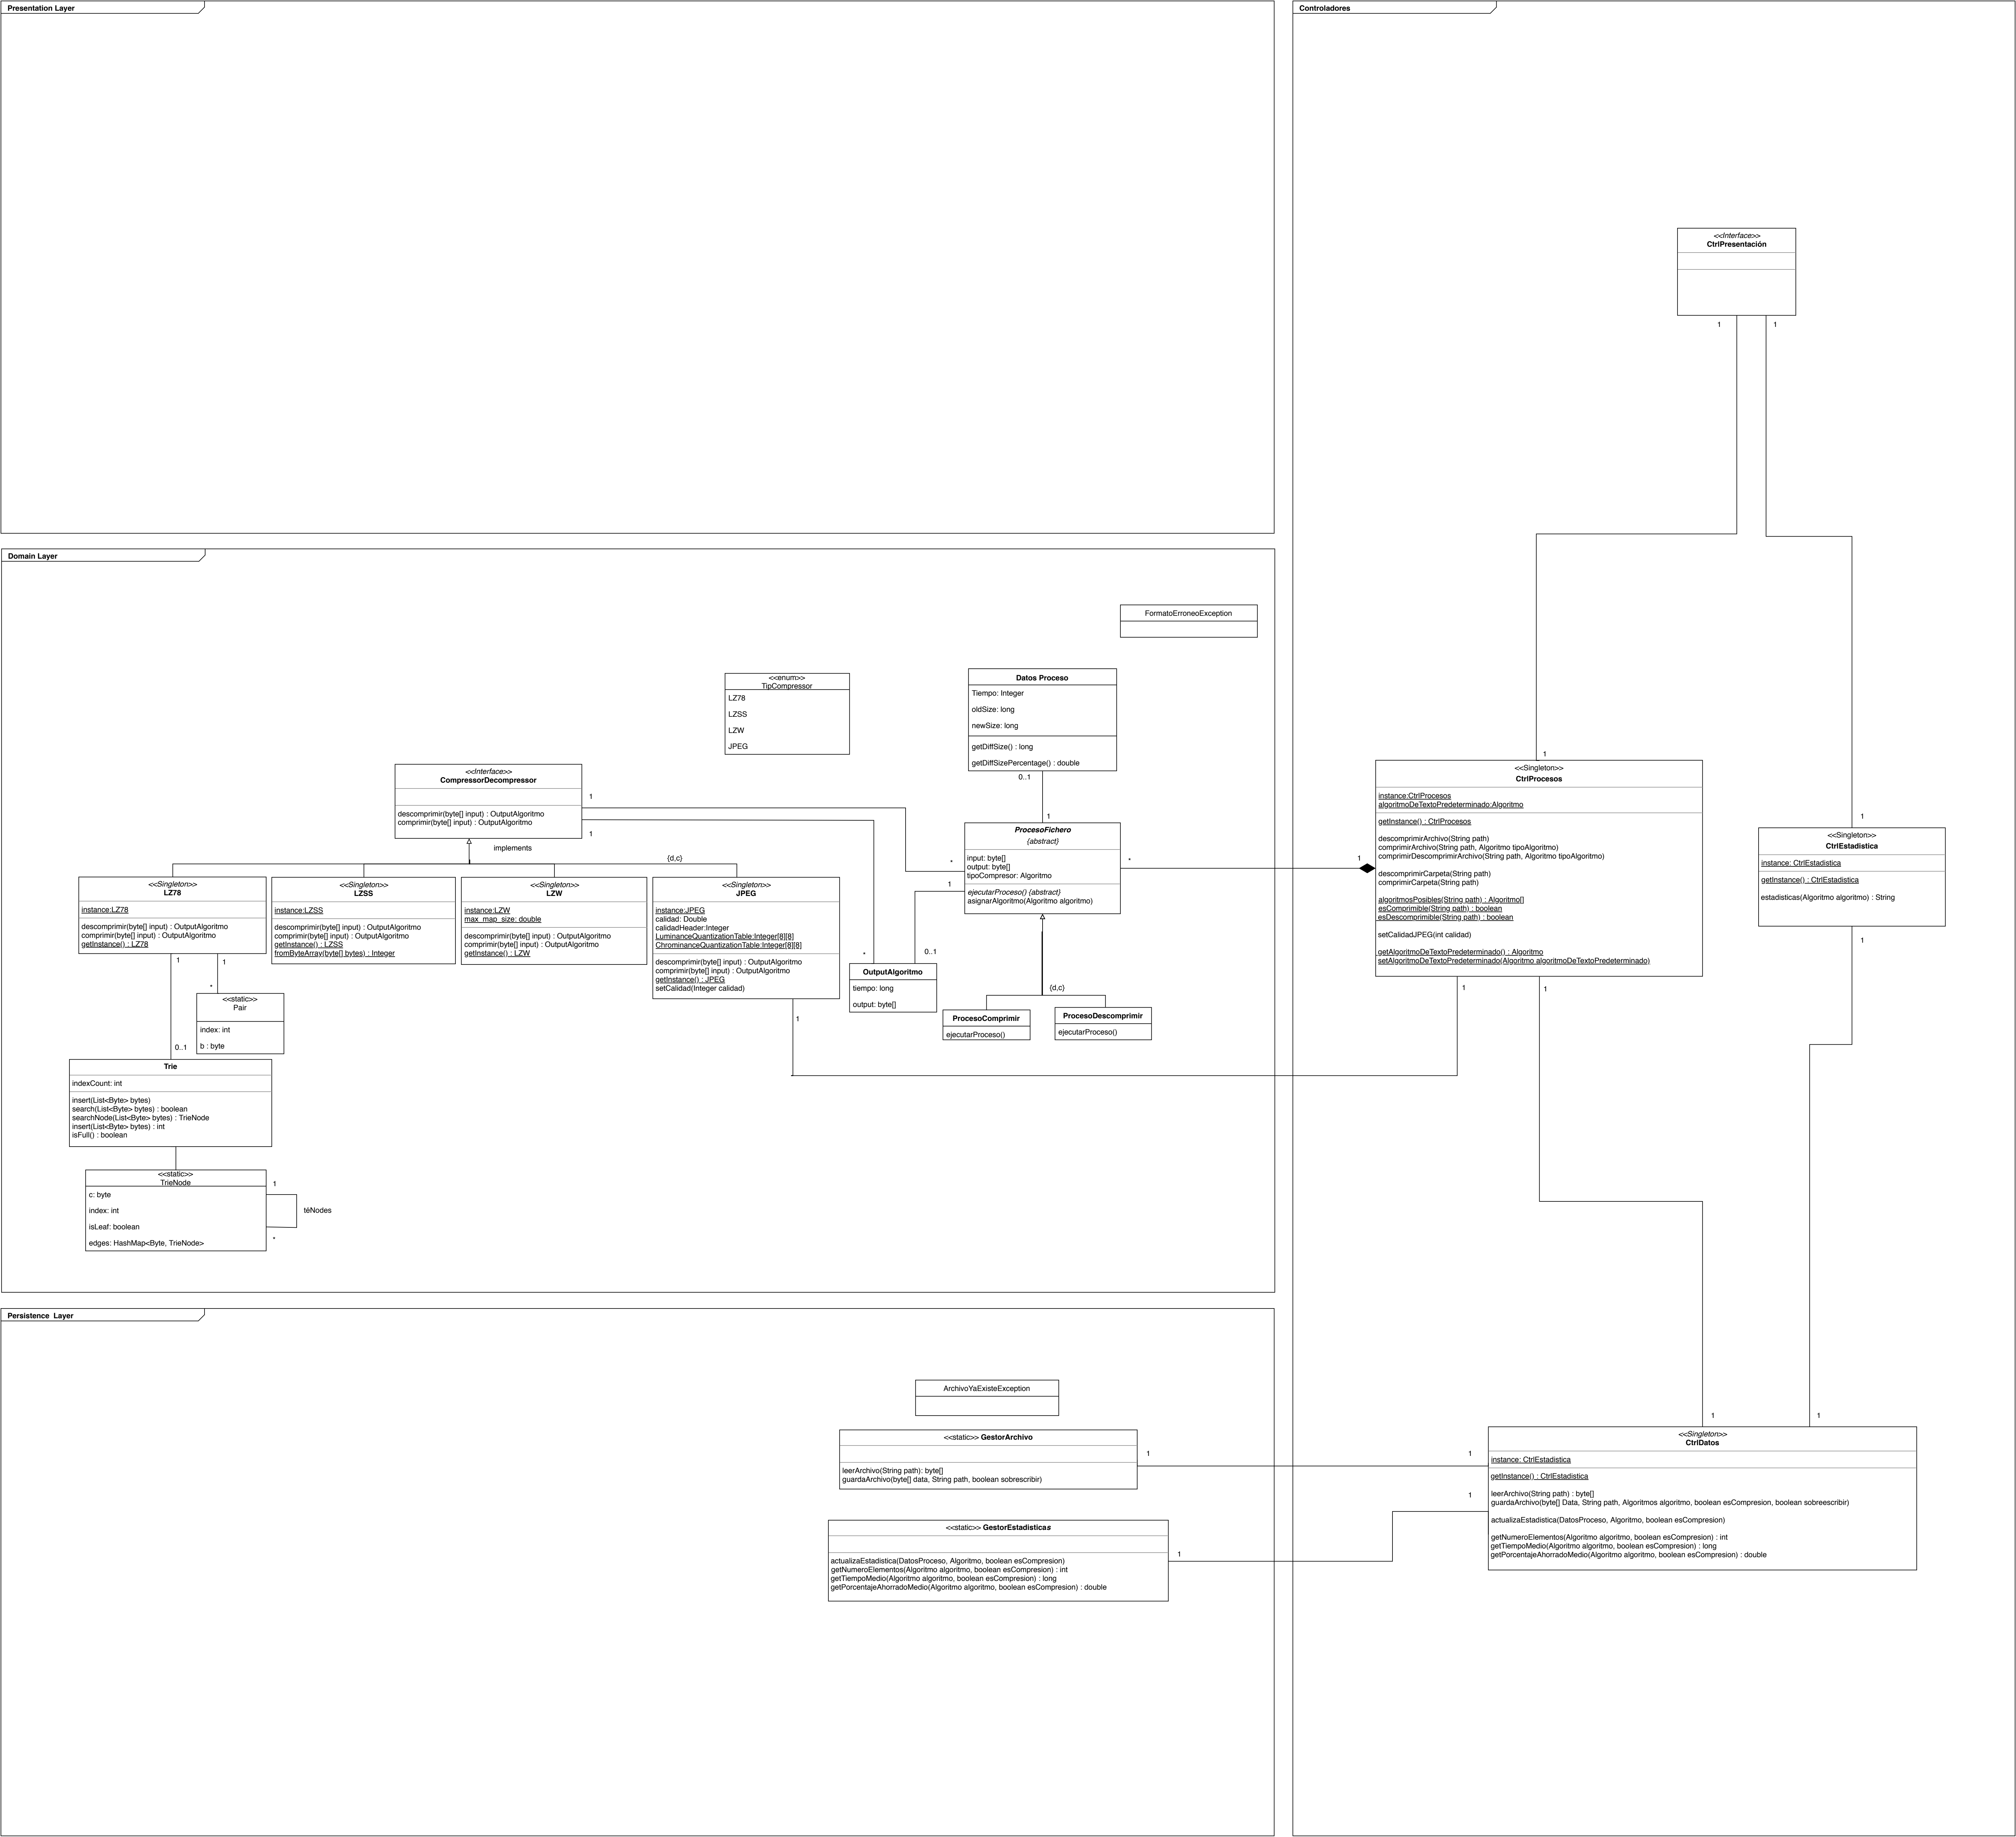 Presentation Layer
Controladores
<<Interface>>
CtrlPresentación
1
1
Domain Layer
FormatoErroneoException
<<enum>>
TipCompressor
LZ78
LZSS
LZW
JPEG
Datos Proceso
Tiempo: Integer
oldSize: long
newSize: long
getDiffSize() : long
getDiffSizePercentage() : double
0..1
1
<<Interface>>
CompressorDecompressor
descomprimir(byte[] input) : OutputAlgoritmo
comprimir(byte[] input) : OutputAlgoritmo
1
1
implements
{d,c}
ProcesoFichero
{abstract}
input: byte[]
output: byte[]
tipoCompresor: Algoritmo
ejecutarProceso() {abstract}
asignarAlgoritmo(Algoritmo algoritmo)
*
1
*
1
<<Singleton>>
LZ78
instance:LZ78
descomprimir(byte[] input) : OutputAlgoritmo
comprimir(byte[] input) : OutputAlgoritmo
getInstance() : LZ78
<<Singleton>>
LZSS
instance:LZSS
descomprimir(byte[] input) : OutputAlgoritmo
comprimir(byte[] input) : OutputAlgoritmo
getInstance() : LZSS
fromByteArray(byte[] bytes) : Integer
<<Singleton>>
LZW
instance:LZW
max_map_size: double
descomprimir(byte[] input) : OutputAlgoritmo
comprimir(byte[] input) : OutputAlgoritmo
getInstance() : LZW
<<Singleton>>
JPEG
instance:JPEG
calidad: Double
calidadHeader:Integer
LuminanceQuantizationTable:Integer[8][8]
ChrominanceQuantizationTable:Integer[8][8]
descomprimir(byte[] input) : OutputAlgoritmo
comprimir(byte[] input) : OutputAlgoritmo
getInstance() : JPEG
setCalidad(Integer calidad)
1
*
0..1
OutputAlgoritmo
tiempo: long
output: byte[]
{d,c}
ProcesoComprimir
ejecutarProceso()
ProcesoDescomprimir
ejecutarProceso()
1
1
*
<<static>>
Pair
index: int
b : byte
0..1
Trie
indexCount: int
insert(List<Byte> bytes)
search(List<Byte> bytes) : boolean
searchNode(List<Byte> bytes) : TrieNode
insert(List<Byte> bytes) : int
isFull() : boolean
<<static>>
TrieNode
c: byte
index: int
isLeaf: boolean
edges: HashMap<Byte, TrieNode>
1
téNodes
*
1
<<Singleton>>
CtrlProcesos
instance:CtrlProcesos
algoritmoDeTextoPredeterminado:Algoritmo
getInstance() : CtrlProcesos
descomprimirArchivo(String path)
comprimirArchivo(String path, Algoritmo tipoAlgoritmo)
comprimirDescomprimirArchivo(String path, Algoritmo tipoAlgoritmo)
descomprimirCarpeta(String path)
comprimirCarpeta(String path)
algoritmosPosibles(String path) : Algoritmo[]
esComprimible(String path) : boolean
esDescomprimible(String path) : boolean
setCalidadJPEG(int calidad)
getAlgoritmoDeTextoPredeterminado() : Algoritmo
setAlgoritmoDeTextoPredeterminado(Algoritmo algoritmoDeTextoPredeterminado)
1
1
1
<<Singleton>>
CtrlEstadistica
instance: CtrlEstadistica
getInstance() : CtrlEstadistica
estadisticas(Algoritmo algoritmo) : String
1
Persistence Layer
ArchivoYaExisteException
<<static>> GestorArchivo
leerArchivo(String path): byte[]
guardaArchivo(byte[] data, String path, boolean sobrescribir)
1
1
<<static>> GestorEstadisticas
actualizaEstadistica(DatosProceso, Algoritmo, boolean esCompresion)
getNumeroElementos(Algoritmo algoritmo, boolean esCompresion) : int
getTiempoMedio(Algoritmo algoritmo, boolean esCompresion) : long
getPorcentajeAhorradoMedio(Algoritmo algoritmo, boolean esCompresion) : double
1
1
1
1
<<Singleton>>
CtrlDatos
instance: CtrlEstadistica
getInstance() : CtrlEstadistica
leerArchivo(String path) : byte[]
guardaArchivo(byte[] Data, String path, Algoritmos algoritmo, boolean esCompresion, boolean sobreescribir)
actualizaEstadistica(DatosProceso, Algoritmo, boolean esCompresion)
getNumeroElementos(Algoritmo algoritmo, boolean esCompresion) : int
getTiempoMedio(Algoritmo algoritmo, boolean esCompresion) : long
getPorcentajeAhorradoMedio(Algoritmo algoritmo, boolean esCompresion) : double